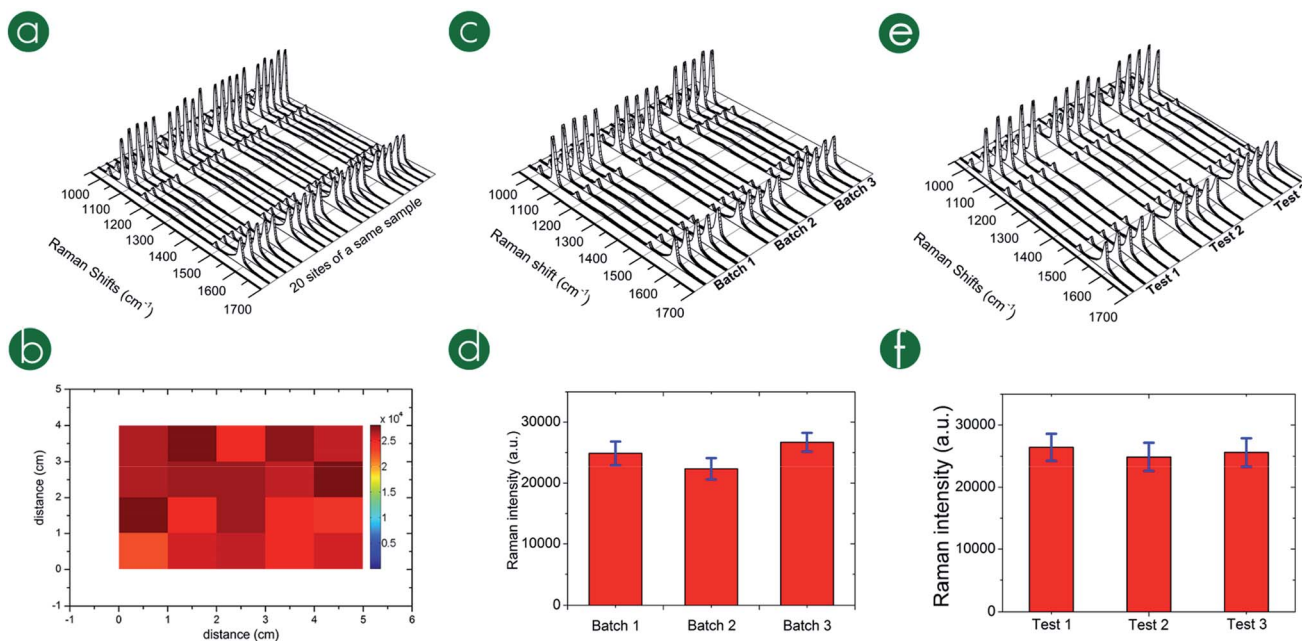 a
1000
1100
1200
1300
1400
1500
1600
1700
Raman Shifts (cm⁻¹)
20 sites of a same sample
c
1000
1100
1200
1300
1400
1500
1600
1700
Raman shift (cm⁻¹)
Batch 1
Batch 2
Batch 3
e
1000
1100
1200
1300
1400
1500
1600
1700
Raman Shifts (cm⁻¹)
Test 1
Test 2
b
5
4
3
2
1
0
-1
distance (cm)
-1 0 1 2 3 4 5 6
distance (cm)
x 10⁴
2.5
2
1.5
1
0.5
d
30000
20000
10000
0
Raman intensity (a.u.)
Batch 1 Batch 2 Batch 3
f
30000
20000
10000
0
Raman intensity (a.u.)
Test 1 Test 2 Test 3